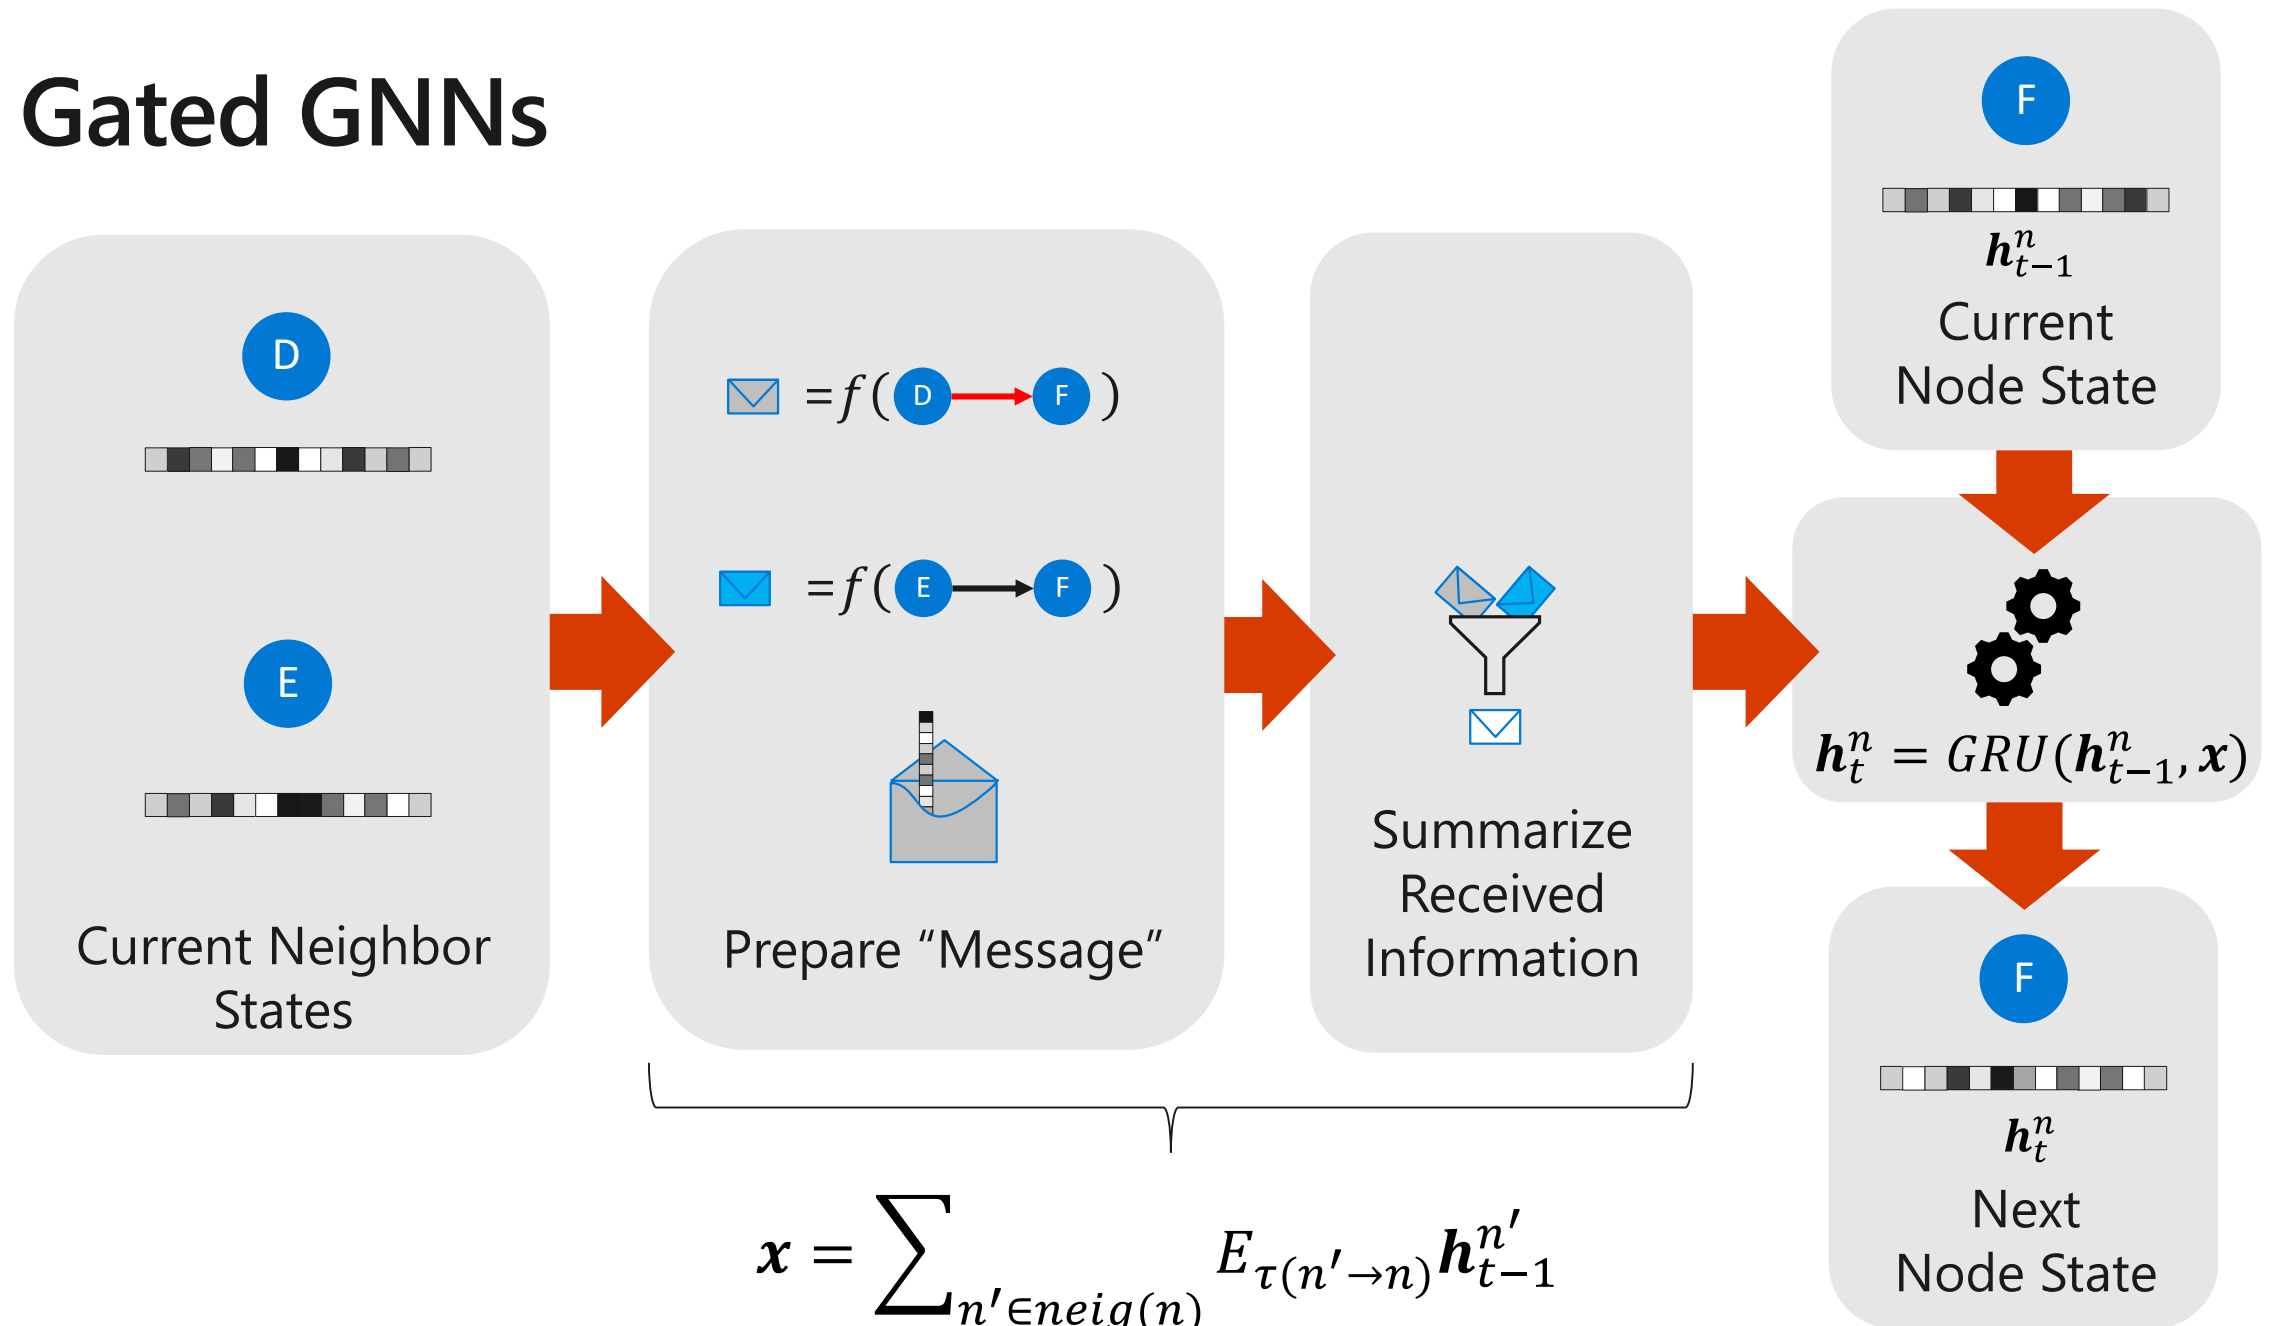 Gated GNNs
D
E
Current Neighbor
States
=f( D F )
=f( E F )
Prepare “Message”
Summarize
Received
Information
F
h^n_{t−1}
Current
Node State
h^n_t = GRU(h^n_{t−1}, x)
F
h^n_t
Next
Node State
x = ∑_{n′∈neig(n)} E_{τ(n′→n)} h^{n′}_{t−1}